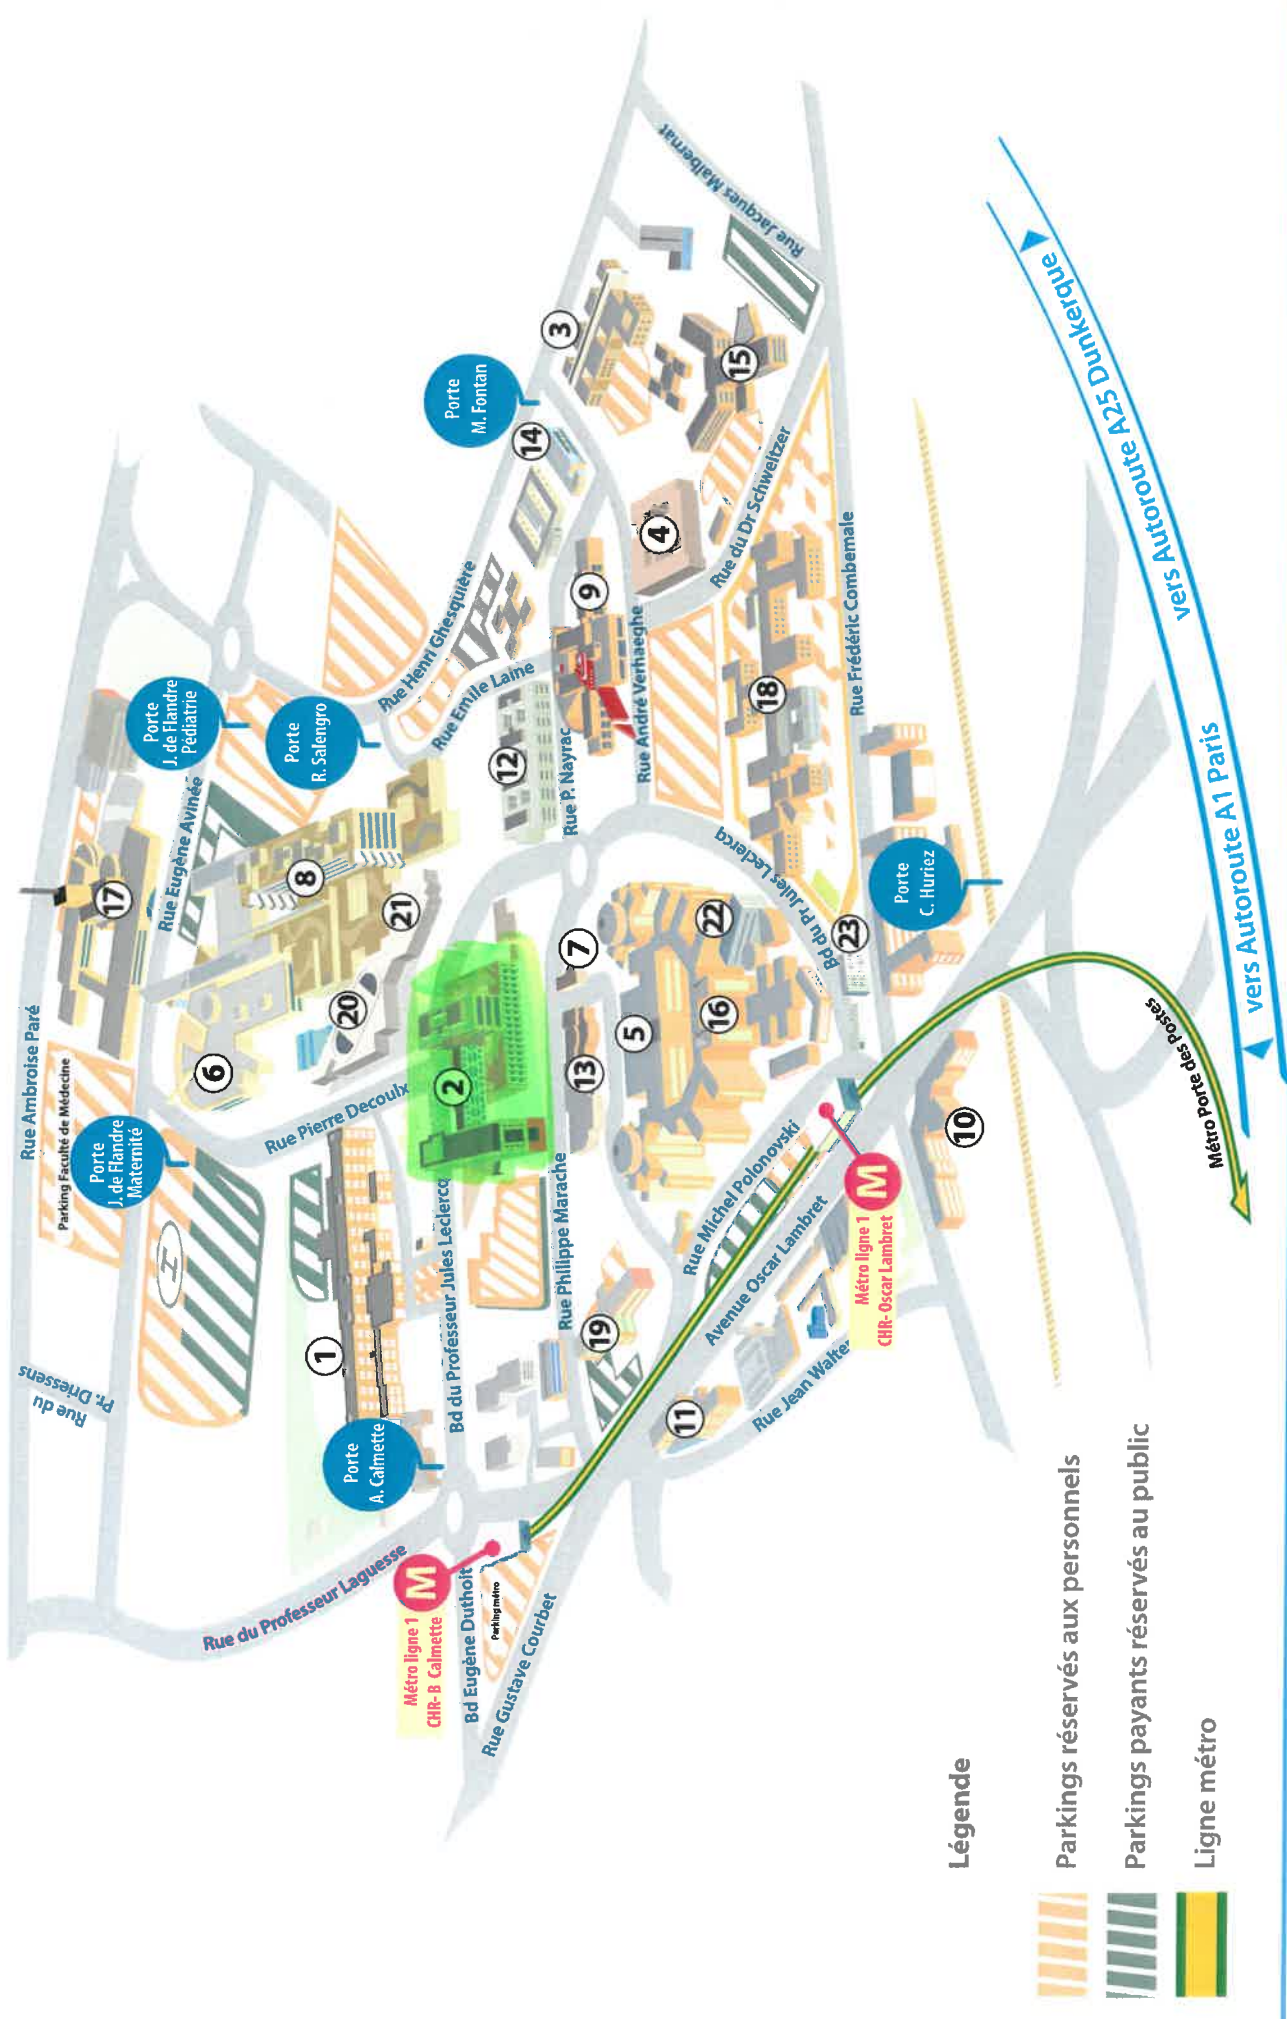 Rue Ambroise Paré
Parking Faculté de Médecine
Rue du
Pr. Driessens
Porte
J. de Flandre
Maternité
Porte
J. de Flandre
Pédiatrie
Porte
R. Salengro
Porte
M. Fontan
Porte
A. Calmette
Porte
C. Huriez
Rue Eugène Avinée
Rue Pierre Decoulx
Rue Henri Ghesquière
Rue Emile Laine
Rue P. Nayrac
Rue André Verhaeghe
Rue du Dr Schweitzer
Rue Jacques Malbernat
Rue Frédéric Combemale
Bd du Pr Jules Leclercq
Bd du Professeur Jules Leclercq
Rue Philippe Marache
Rue Michel Polonovski
Avenue Oscar Lambret
Rue Jean Walter
Rue du Professeur Laguesse
Bd Eugène Duthoit
Rue Gustave Courbet
Parking métro
M
Métro ligne 1
CHR- B Calmette
M
Métro ligne 1
CHR- Oscar Lambret
Métro Porte des Postes
vers Autoroute A1 Paris
vers Autoroute A25 Dunkerque
H
1
2
3
4
5
6
7
8
9
10
11
12
13
14
15
16
17
18
19
20
21
22
23
Légende
Parkings réservés aux personnels
Parkings payants réservés au public
Ligne métro